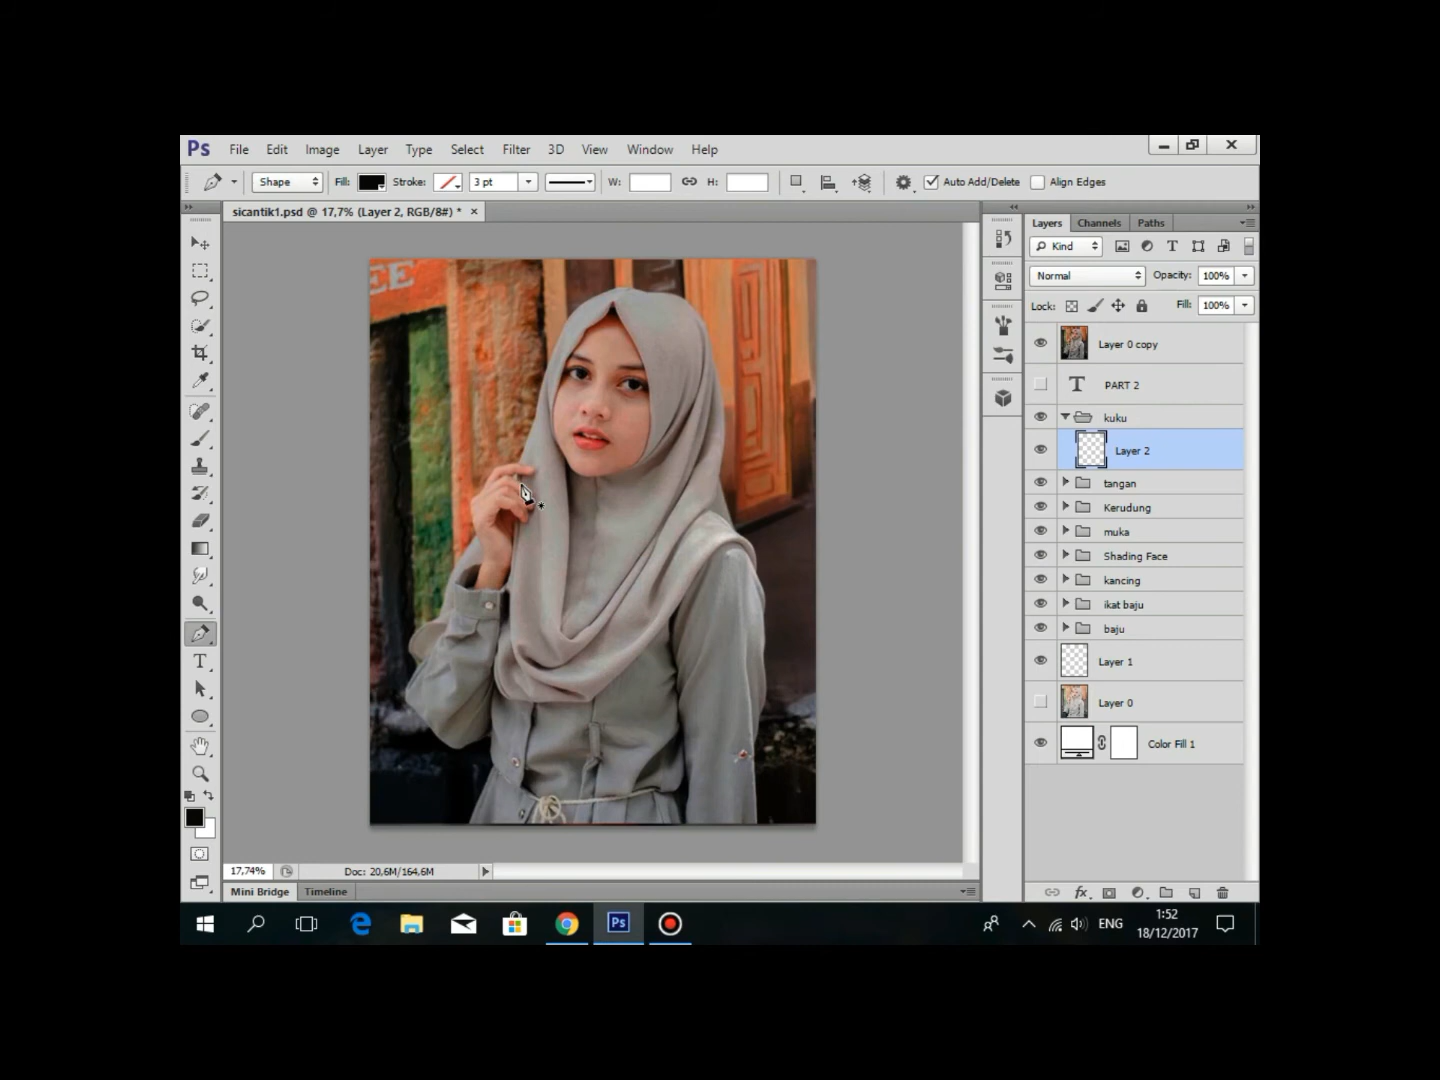 Ps File Edit Image Layer Type Select Filter 3D View Window Help
Shape Fill: Stroke: 3 pt W: H: Auto Add/Delete Align Edges
sicantik1.psd @ 17,7% (Layer 2, RGB/8#) * ×
EE
Layers Channels Paths
Kind T
Normal Opacity: 100%
Lock: Fill: 100%
Layer 0 copy
T PART 2
kuku
Layer 2
tangan
Kerudung
muka
Shading Face
kancing
ikat baju
baju
Layer 1
Layer 0
Color Fill 1
T
17,74% Doc: 20,6M/164,6M
Mini Bridge Timeline
fx
Ps ENG 1:52
18/12/2017